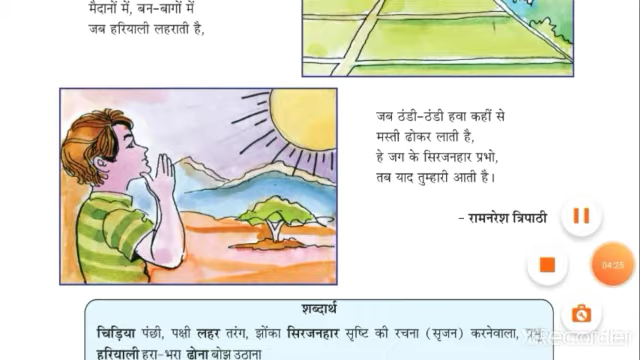 मैदानों में, बन-बागों में
जब हरियाली लहराती है,
जब ठंडी-ठंडी हवा कहीं से
मस्ती ढोकर लाती है,
हे जग के सिरजनहार प्रभो,
तब याद तुम्हारी आती है।
- रामनरेश त्रिपाठी
04:25
शब्दार्थ
चिड़िया पंछी, पक्षी लहर तरंग, झोंका सिरजनहार सृष्टि की रचना (सृजन) करनेवाला,
Recorder
हरियाली हरा-भरा ढोना बोझ उठाना